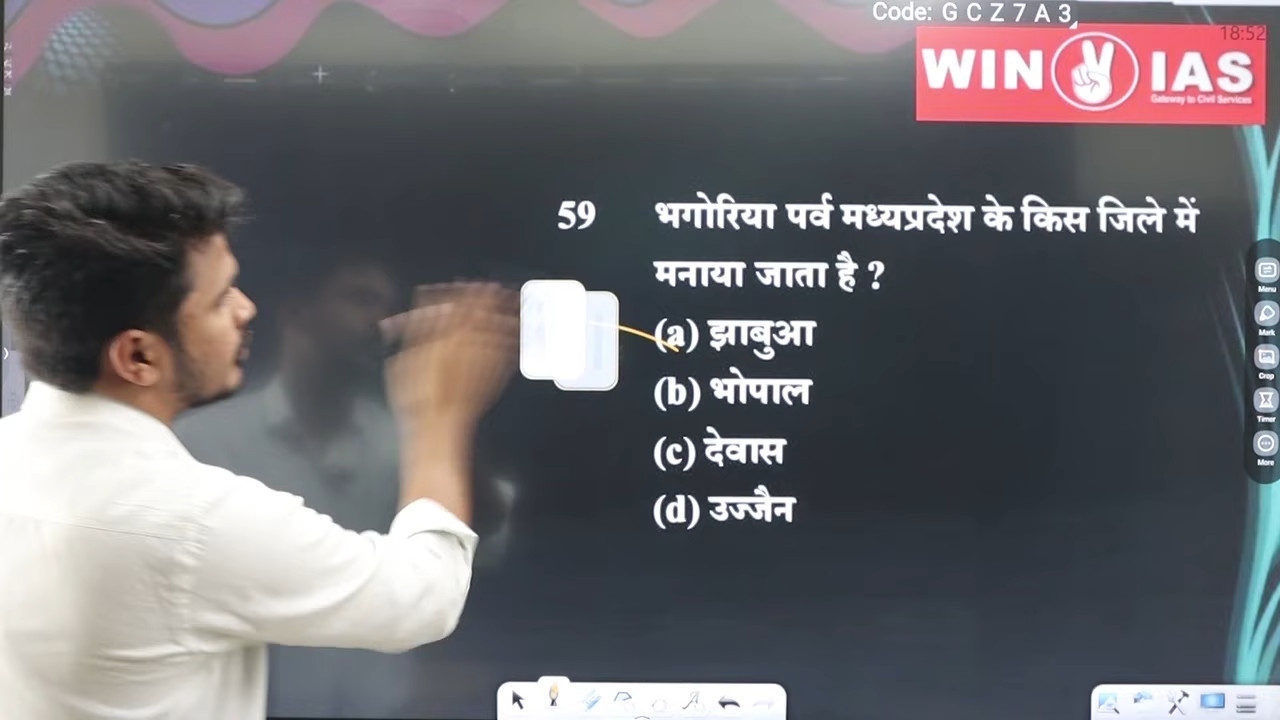 Code: G C Z 7 A 3
18:52
WIN IAS
Gateway to Civil Services
59 भगोरिया पर्व मध्यप्रदेश के किस जिले में
मनाया जाता है ?
(a) झाबुआ
(b) भोपाल
(c) देवास
(d) उज्जैन
Menu
Mark
Crop
Timer
More